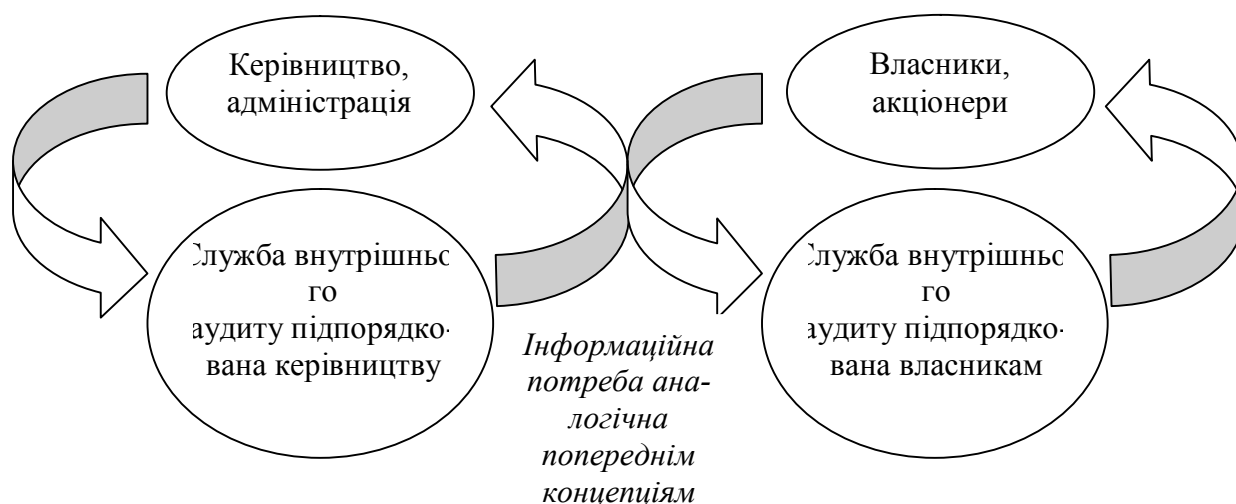 Керівництво,
адміністрація
Власники,
акціонери
Служба внутрішньо
го
аудиту підпорядко-
вана керівництву
Служба внутрішньо
го
аудиту підпорядко-
вана власникам
Інформаційна
потреба ана-
логічна
попереднім
концепціям